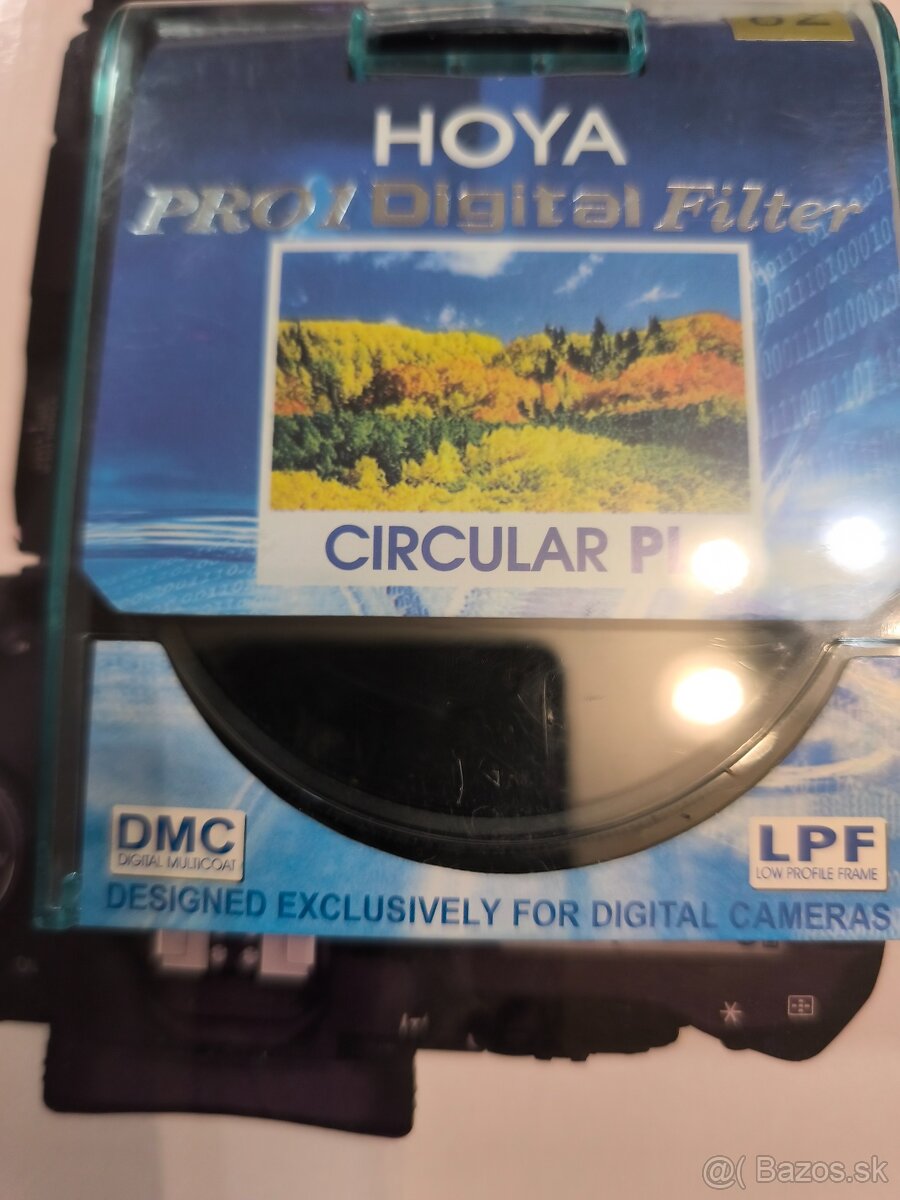 HOYA
PRO1 Digital Filter
CIRCULAR
DMC
DIGITAL MULTICOAT
LPF
LOW PROFILE FRAME
DESIGNED EXCLUSIVELY FOR DIGITAL CAMERAS
@( Bazos.sk